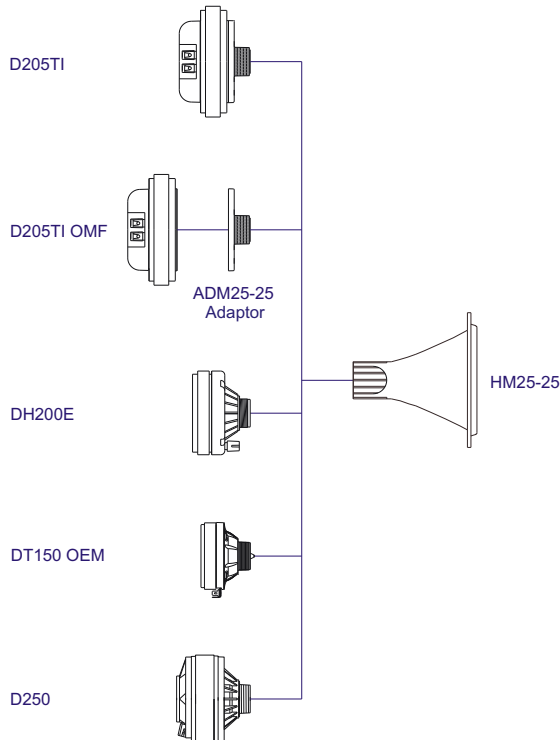 D205TI
D205TI OMF
ADM25-25
Adaptor
HM25-25
DH200E
DT150 OEM
D250